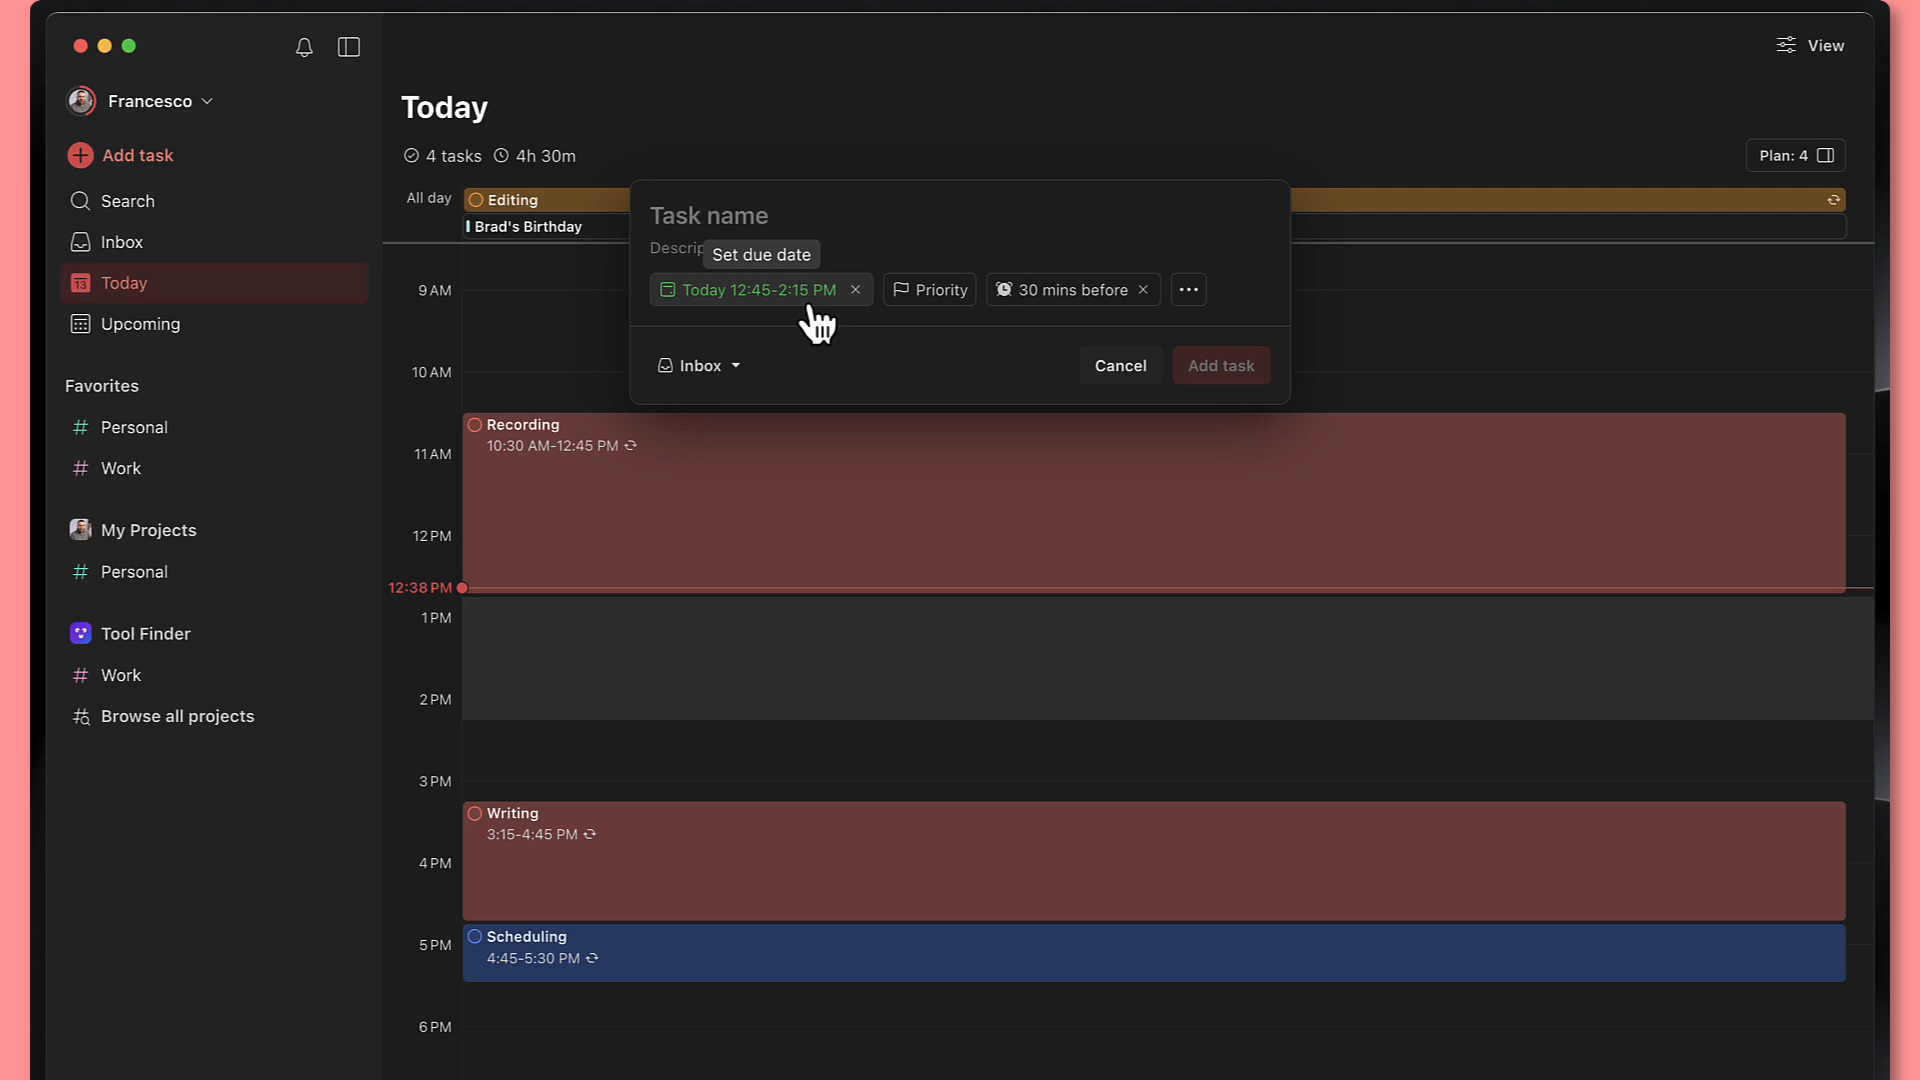 Francesco
Add task
Search
Inbox
13 Today
Upcoming
Favorites
# Personal
# Work
My Projects
# Personal
Tool Finder
# Work
Browse all projects
View
Today
4 tasks 4h 30m
Plan: 4
All day
Editing
Brad's Birthday
Task name
Descrip
Set due date
Today 12:45-2:15 PM × Priority 30 mins before × ...
Inbox
Cancel Add task
9 AM
10 AM
Recording
10:30 AM-12:45 PM
11 AM
12 PM
12:38 PM
1 PM
2 PM
3 PM
Writing
3:15-4:45 PM
4 PM
Scheduling
5 PM
4:45-5:30 PM
6 PM